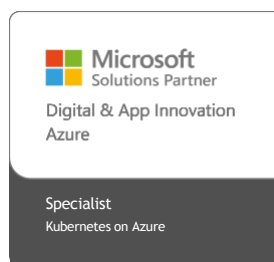 Microsoft
Solutions Partner
Digital & App Innovation
Azure
Specialist
Kubernetes on Azure